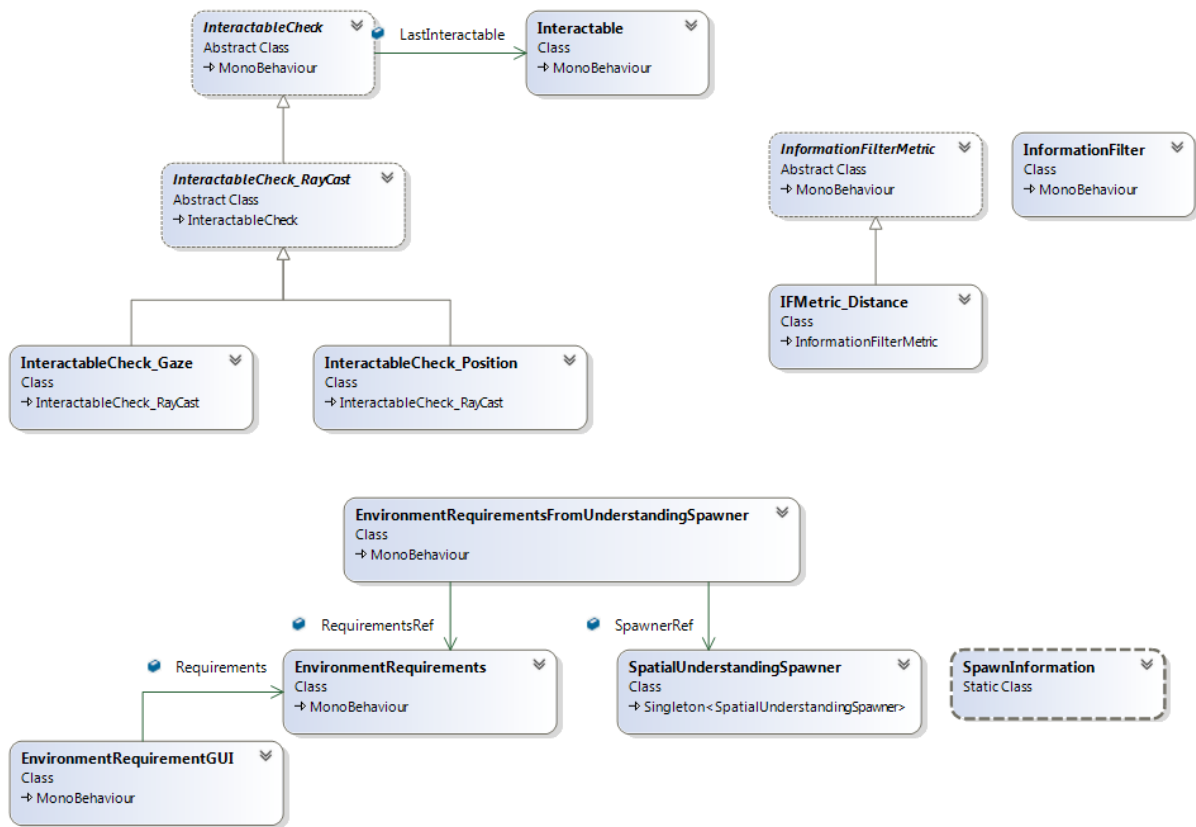 InteractableCheck
Abstract Class
MonoBehaviour
LastInteractable
Interactable
Class
MonoBehaviour
InteractableCheck_RayCast
Abstract Class
InteractableCheck
InformationFilterMetric
Abstract Class
MonoBehaviour
InformationFilter
Class
MonoBehaviour
IFMetric_Distance
Class
InformationFilterMetric
InteractableCheck_Gaze
Class
InteractableCheck_RayCast
InteractableCheck_Position
Class
InteractableCheck_RayCast
EnvironmentRequirementsFromUnderstandingSpawner
Class
MonoBehaviour
RequirementsRef
SpawnerRef
Requirements
EnvironmentRequirements
Class
MonoBehaviour
SpatialUnderstandingSpawner
Class
Singleton<SpatialUnderstandingSpawner>
SpawnInformation
Static Class
EnvironmentRequirementGUI
Class
MonoBehaviour